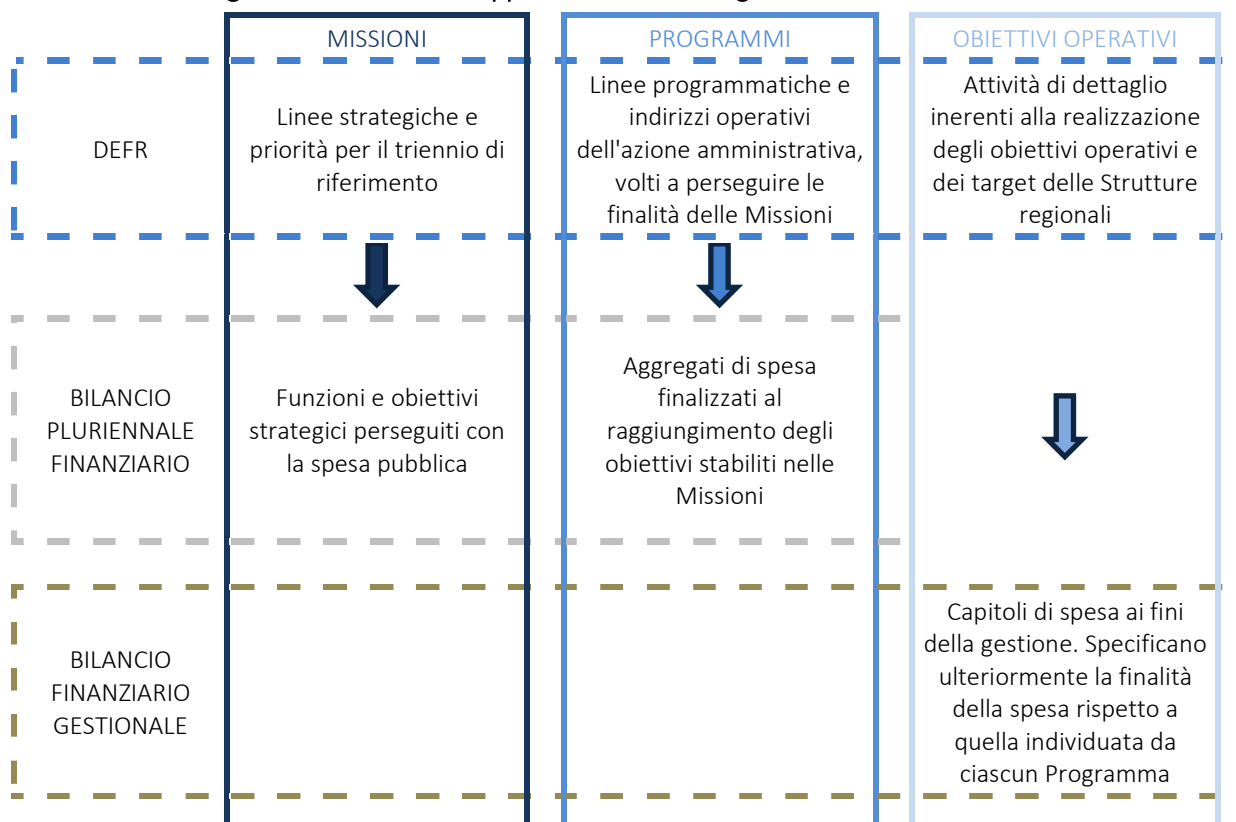 MISSIONI
PROGRAMMI
OBIETTIVI OPERATIVI
DEFR
Linee strategiche e
priorità per il triennio di
riferimento
Linee programmatiche e
indirizzi operativi
dell'azione amministrativa,
volti a perseguire le
finalità delle Missioni
Attività di dettaglio
inerenti alla realizzazione
degli obiettivi operativi e
dei target delle Strutture
regionali
BILANCIO
PLURIENNALE
FINANZIARIO
Funzioni e obiettivi
strategici perseguiti con
la spesa pubblica
Aggregati di spesa
finalizzati al
raggiungimento degli
obiettivi stabiliti nelle
Missioni
BILANCIO
FINANZIARIO
GESTIONALE
Capitoli di spesa ai fini
della gestione. Specificano
ulteriormente la finalità
della spesa rispetto a
quella individuata da
ciascun Programma